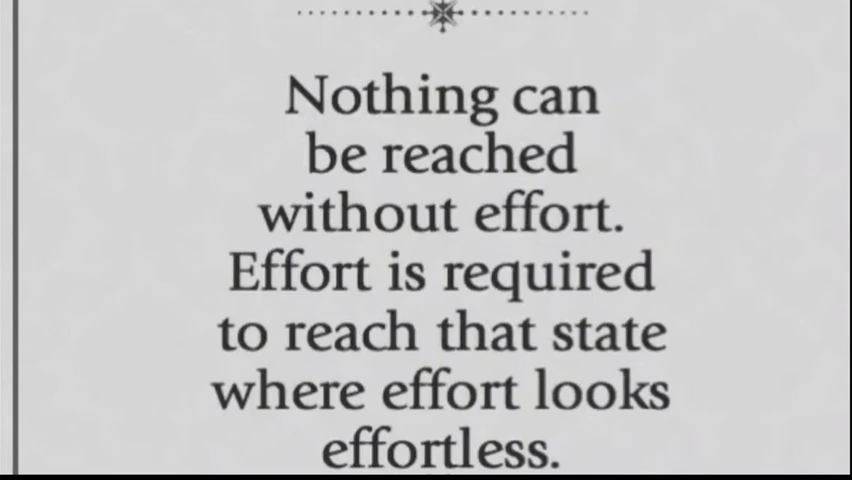 Nothing can
be reached
without effort.
Effort is required
to reach that state
where effort looks
effortless.